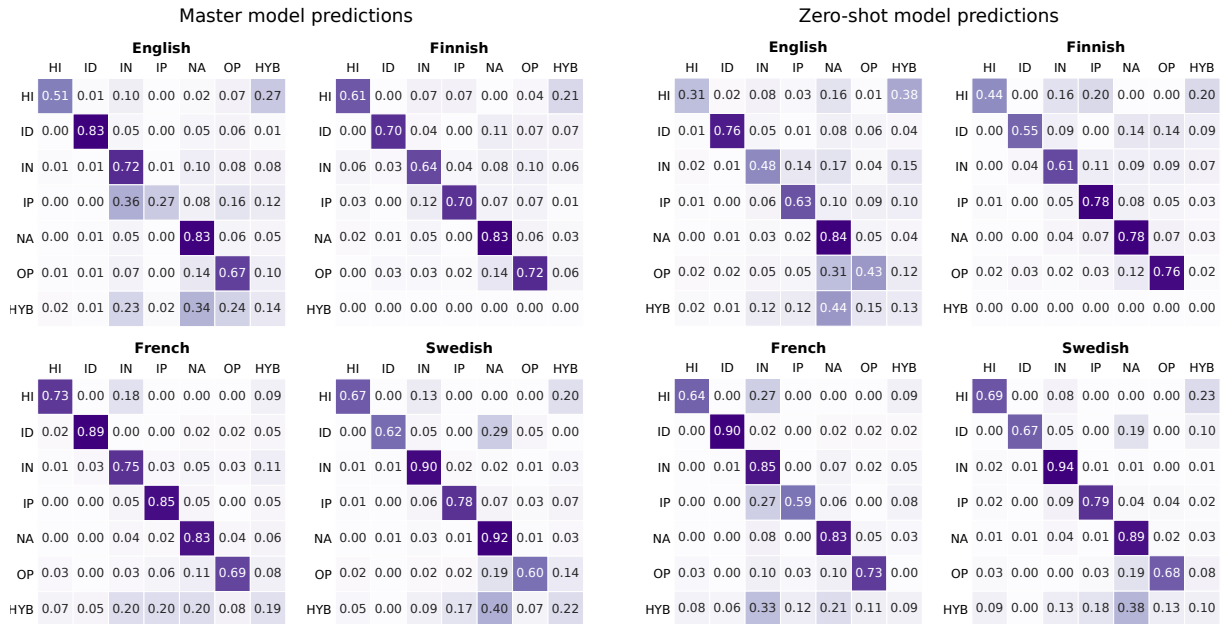 Master model predictions
Zero-shot model predictions
English
HI ID IN IP NA OP HYB
HI 0.51 0.01 0.10 0.00 0.02 0.07 0.27
ID 0.00 0.83 0.05 0.00 0.05 0.06 0.01
IN 0.01 0.01 0.72 0.01 0.10 0.08 0.08
IP 0.00 0.00 0.36 0.27 0.08 0.16 0.12
NA 0.00 0.01 0.05 0.00 0.83 0.06 0.05
OP 0.01 0.01 0.07 0.00 0.14 0.67 0.10
HYB 0.02 0.01 0.23 0.02 0.34 0.24 0.14
Finnish
HI ID IN IP NA OP HYB
HI 0.61 0.00 0.07 0.07 0.00 0.04 0.21
ID 0.00 0.70 0.04 0.00 0.11 0.07 0.07
IN 0.06 0.03 0.64 0.04 0.08 0.10 0.06
IP 0.03 0.00 0.12 0.70 0.07 0.07 0.01
NA 0.02 0.01 0.05 0.00 0.83 0.06 0.03
OP 0.00 0.03 0.03 0.02 0.14 0.72 0.06
HYB 0.00 0.00 0.00 0.00 0.00 0.00 0.00
English
HI ID IN IP NA OP HYB
HI 0.31 0.02 0.08 0.03 0.16 0.01 0.38
ID 0.01 0.76 0.05 0.01 0.08 0.06 0.04
IN 0.02 0.01 0.48 0.14 0.17 0.04 0.15
IP 0.01 0.00 0.06 0.63 0.10 0.09 0.10
NA 0.00 0.01 0.03 0.02 0.84 0.05 0.04
OP 0.02 0.02 0.05 0.05 0.31 0.43 0.12
HYB 0.01 0.01 0.12 0.12 0.44 0.15 0.13
Finnish
HI ID IN IP NA OP HYB
HI 0.44 0.00 0.16 0.20 0.00 0.00 0.20
ID 0.00 0.55 0.09 0.00 0.14 0.14 0.09
IN 0.00 0.04 0.61 0.11 0.09 0.09 0.07
IP 0.01 0.00 0.05 0.78 0.08 0.05 0.03
NA 0.00 0.00 0.04 0.07 0.78 0.07 0.03
OP 0.02 0.03 0.02 0.03 0.12 0.76 0.02
HYB 0.00 0.00 0.00 0.00 0.00 0.00 0.00
French
HI ID IN IP NA OP HYB
HI 0.73 0.00 0.18 0.00 0.00 0.00 0.09
ID 0.02 0.89 0.00 0.00 0.02 0.02 0.05
IN 0.01 0.03 0.75 0.03 0.05 0.03 0.11
IP 0.00 0.00 0.05 0.85 0.05 0.00 0.05
NA 0.00 0.00 0.04 0.02 0.83 0.04 0.06
OP 0.03 0.00 0.03 0.06 0.11 0.69 0.08
HYB 0.07 0.05 0.20 0.20 0.20 0.08 0.19
Swedish
HI ID IN IP NA OP HYB
HI 0.67 0.00 0.13 0.00 0.00 0.00 0.20
ID 0.00 0.62 0.05 0.00 0.29 0.05 0.00
IN 0.01 0.01 0.90 0.02 0.02 0.01 0.03
IP 0.01 0.00 0.06 0.78 0.06 0.03 0.07
NA 0.00 0.01 0.03 0.01 0.92 0.01 0.03
OP 0.02 0.00 0.02 0.02 0.19 0.60 0.14
HYB 0.05 0.00 0.09 0.17 0.40 0.07 0.22
French
HI ID IN IP NA OP HYB
HI 0.64 0.00 0.27 0.00 0.00 0.00 0.09
ID 0.00 0.90 0.02 0.00 0.02 0.02 0.02
IN 0.00 0.01 0.85 0.00 0.07 0.02 0.05
IP 0.00 0.00 0.27 0.59 0.06 0.00 0.08
NA 0.00 0.00 0.08 0.00 0.83 0.05 0.03
OP 0.03 0.00 0.10 0.03 0.10 0.73 0.00
HYB 0.08 0.06 0.33 0.12 0.21 0.11 0.09
Swedish
HI ID IN IP NA OP HYB
HI 0.69 0.00 0.08 0.00 0.00 0.00 0.23
ID 0.00 0.67 0.05 0.00 0.19 0.00 0.10
IN 0.02 0.01 0.94 0.01 0.01 0.00 0.01
IP 0.02 0.00 0.09 0.79 0.04 0.04 0.02
NA 0.01 0.01 0.04 0.01 0.89 0.02 0.03
OP 0.03 0.00 0.00 0.03 0.19 0.68 0.08
HYB 0.09 0.00 0.13 0.18 0.38 0.13 0.10